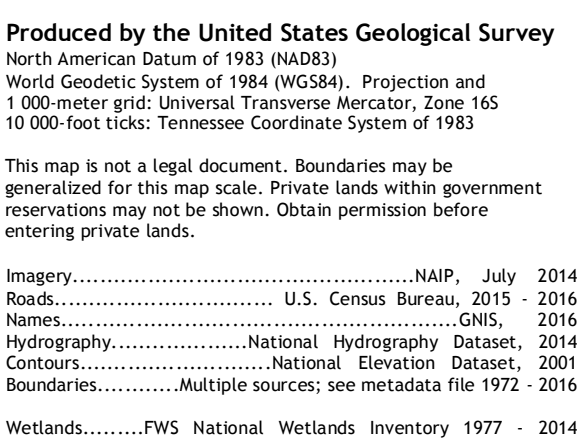 Produced by the United States Geological Survey
North American Datum of 1983 (NAD83)
World Geodetic System of 1984 (WGS84). Projection and
1 000-meter grid: Universal Transverse Mercator, Zone 16S
10 000-foot ticks: Tennessee Coordinate System of 1983
This map is not a legal document. Boundaries may be
generalized for this map scale. Private lands within government
reservations may not be shown. Obtain permission before
entering private lands.
Imagery..............................................NAIP, July 2014
Roads............................. U.S. Census Bureau, 2015 - 2016
Names.....................................................GNIS, 2016
Hydrography...................National Hydrography Dataset, 2014
Contours..........................National Elevation Dataset, 2001
Boundaries...........Multiple sources; see metadata file 1972 - 2016
Wetlands.........FWS National Wetlands Inventory 1977 - 2014